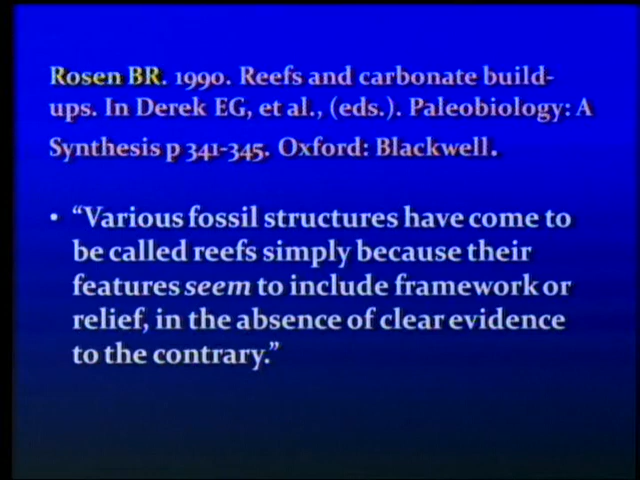 Rosen BR. 1990. Reefs and carbonate build-
ups. In Derek EG, et al., (eds.). Paleobiology: A
Synthesis p 341-345. Oxford: Blackwell.
• “Various fossil structures have come to
be called reefs simply because their
features seem to include framework or
relief, in the absence of clear evidence
to the contrary.”